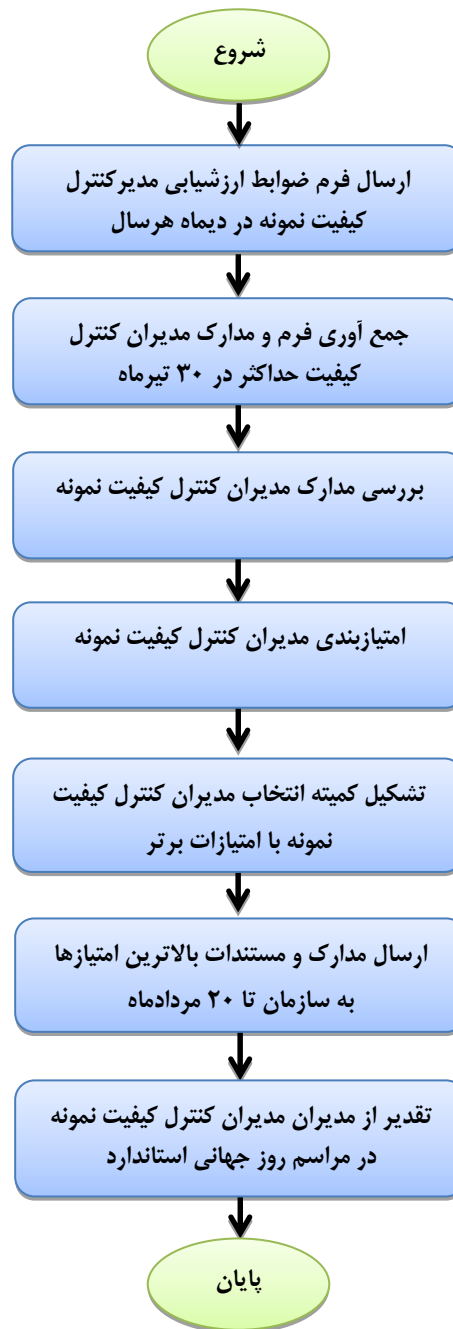 شروع
ارسال فرم ضوابط ارزشیابی مدیرکنترل
کیفیت نمونه در دیماه هرسال
جمع آوری فرم و مدارک مدیران کنترل
کیفیت حداکثر در ۳۰ تیرماه
بررسی مدارک مدیران کنترل کیفیت نمونه
امتیازبندی مدیران کنترل کیفیت نمونه
تشکیل کمیته انتخاب مدیران کنترل کیفیت
نمونه با امتیازات برتر
ارسال مدارک و مستندات بالاترین امتیازها
به سازمان تا ۲۰ مردادماه
تقدیر از مدیران مدیران کنترل کیفیت نمونه
در مراسم روز جهانی استاندارد
پایان